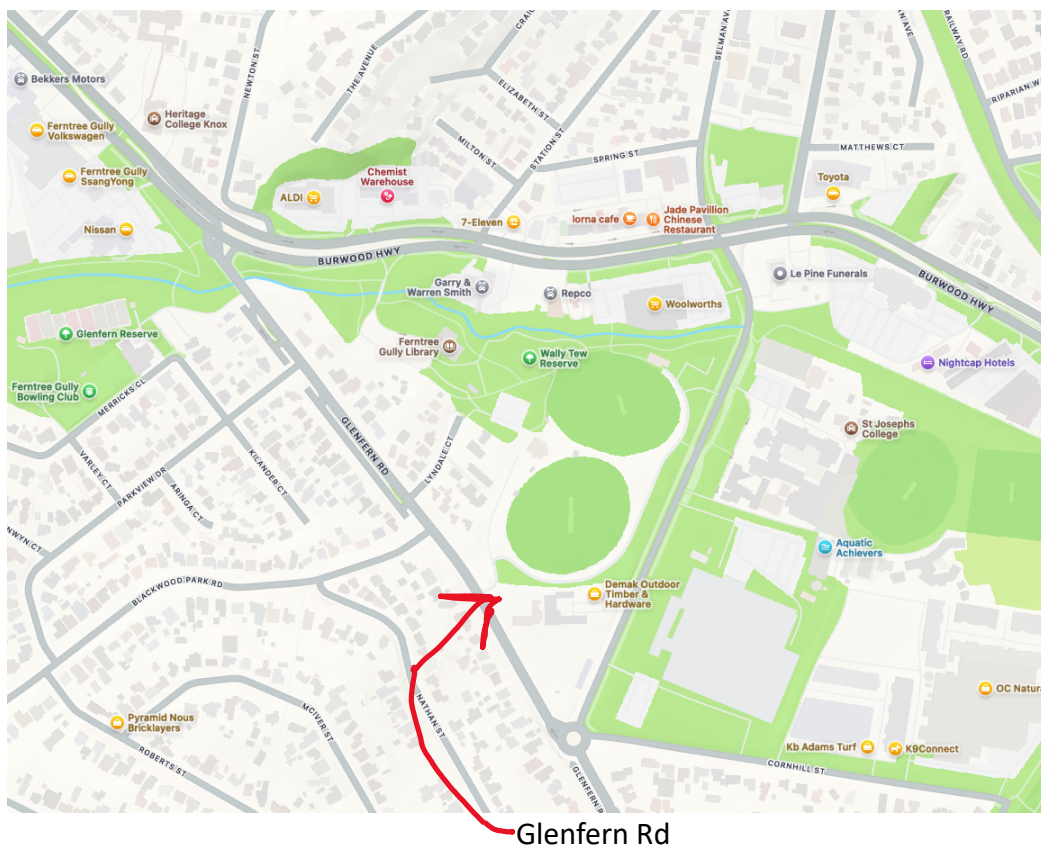 CRAIG
SELMAN AV
AN AVE
RAILWAY RD
NEWTON ST
THE AVENUE
Bekkers Motors
ELIZABETH ST
RIPARIAN W
Heritage
College Knox
Ferntree Gully
Volkswagen
MILTON ST
STATION ST
SPRING ST
MATTHEWS CT
Ferntree Gully
SsangYong
Chemist
Warehouse
ALDI
Toyota
7-Eleven
lorna cafe
Jade Pavillion
Chinese
Restaurant
Nissan
BURWOOD HWY
Le Pine Funerals
BURWOOD HWY
Garry &
Warren Smith
Repco
Woolworths
Glenfern Reserve
Ferntree
Gully Library
Wally Tew
Reserve
Nightcap Hotels
Ferntree Gully
Bowling Club
MERRICKS CL
GLENFERN RD
St Josephs
College
LYNDALE CT
VARLEY CT
KILANDER CT
PARKVIEW DR
ARINGA CT
NWYN CT
Aquatic
Achievers
BLACKWOOD PARK RD
Demak Outdoor
Timber &
Hardware
NATHAN ST
OC Natura
MCIVER ST
Pyramid Nous
Bricklayers
ROBERTS ST
Kb Adams Turf
K9Connect
CORNHILL ST
GLENFERN R
Glenfern Rd